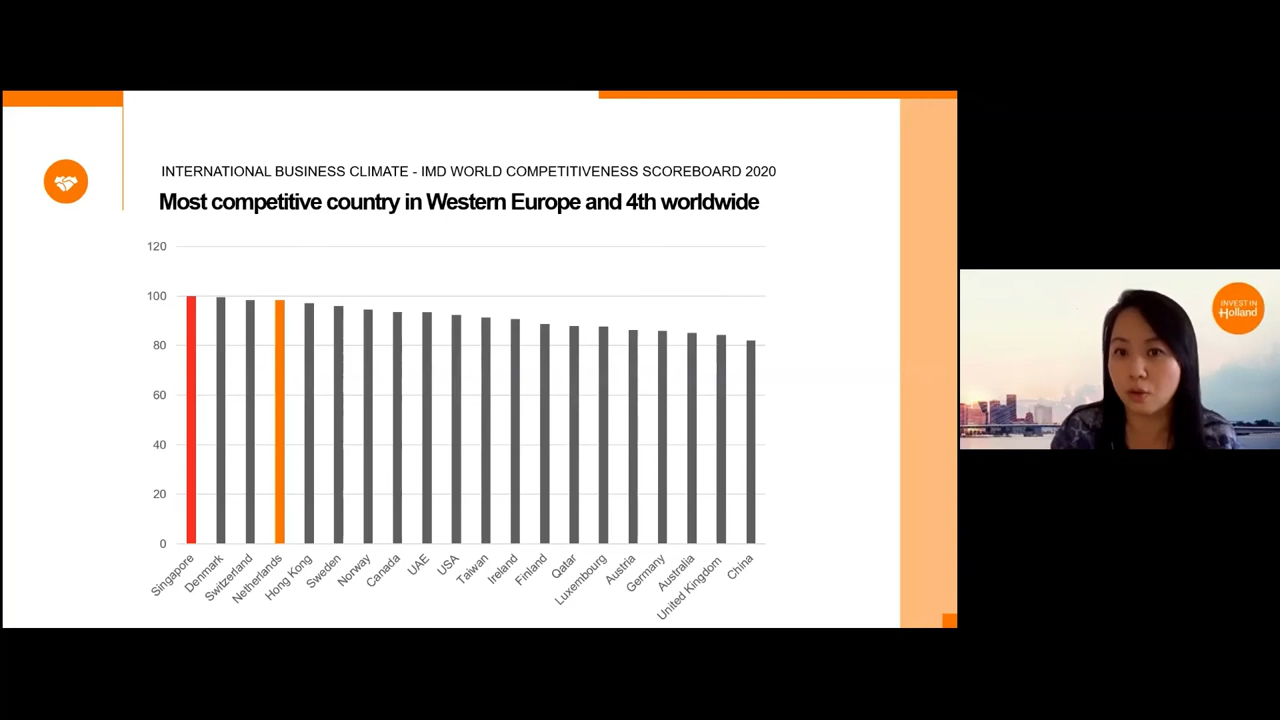 INTERNATIONAL BUSINESS CLIMATE - IMD WORLD COMPETITIVENESS SCOREBOARD 2020
Most competitive country in Western Europe and 4th worldwide
120
100
80
60
40
20
0
Singapore
Denmark
Switzerland
Netherlands
Hong Kong
Sweden
Norway
Canada
UAE
USA
Taiwan
Ireland
Finland
Qatar
Luxembourg
Austria
Germany
Australia
United Kingdom
China
INVEST IN
Holland